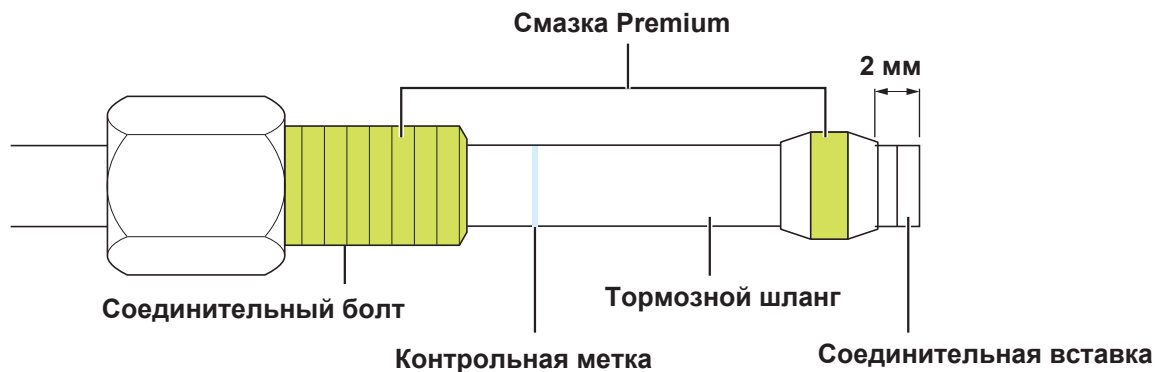 Смазка Premium
2 мм
Соединительный болт
Тормозной шланг
Контрольная метка
Соединительная вставка